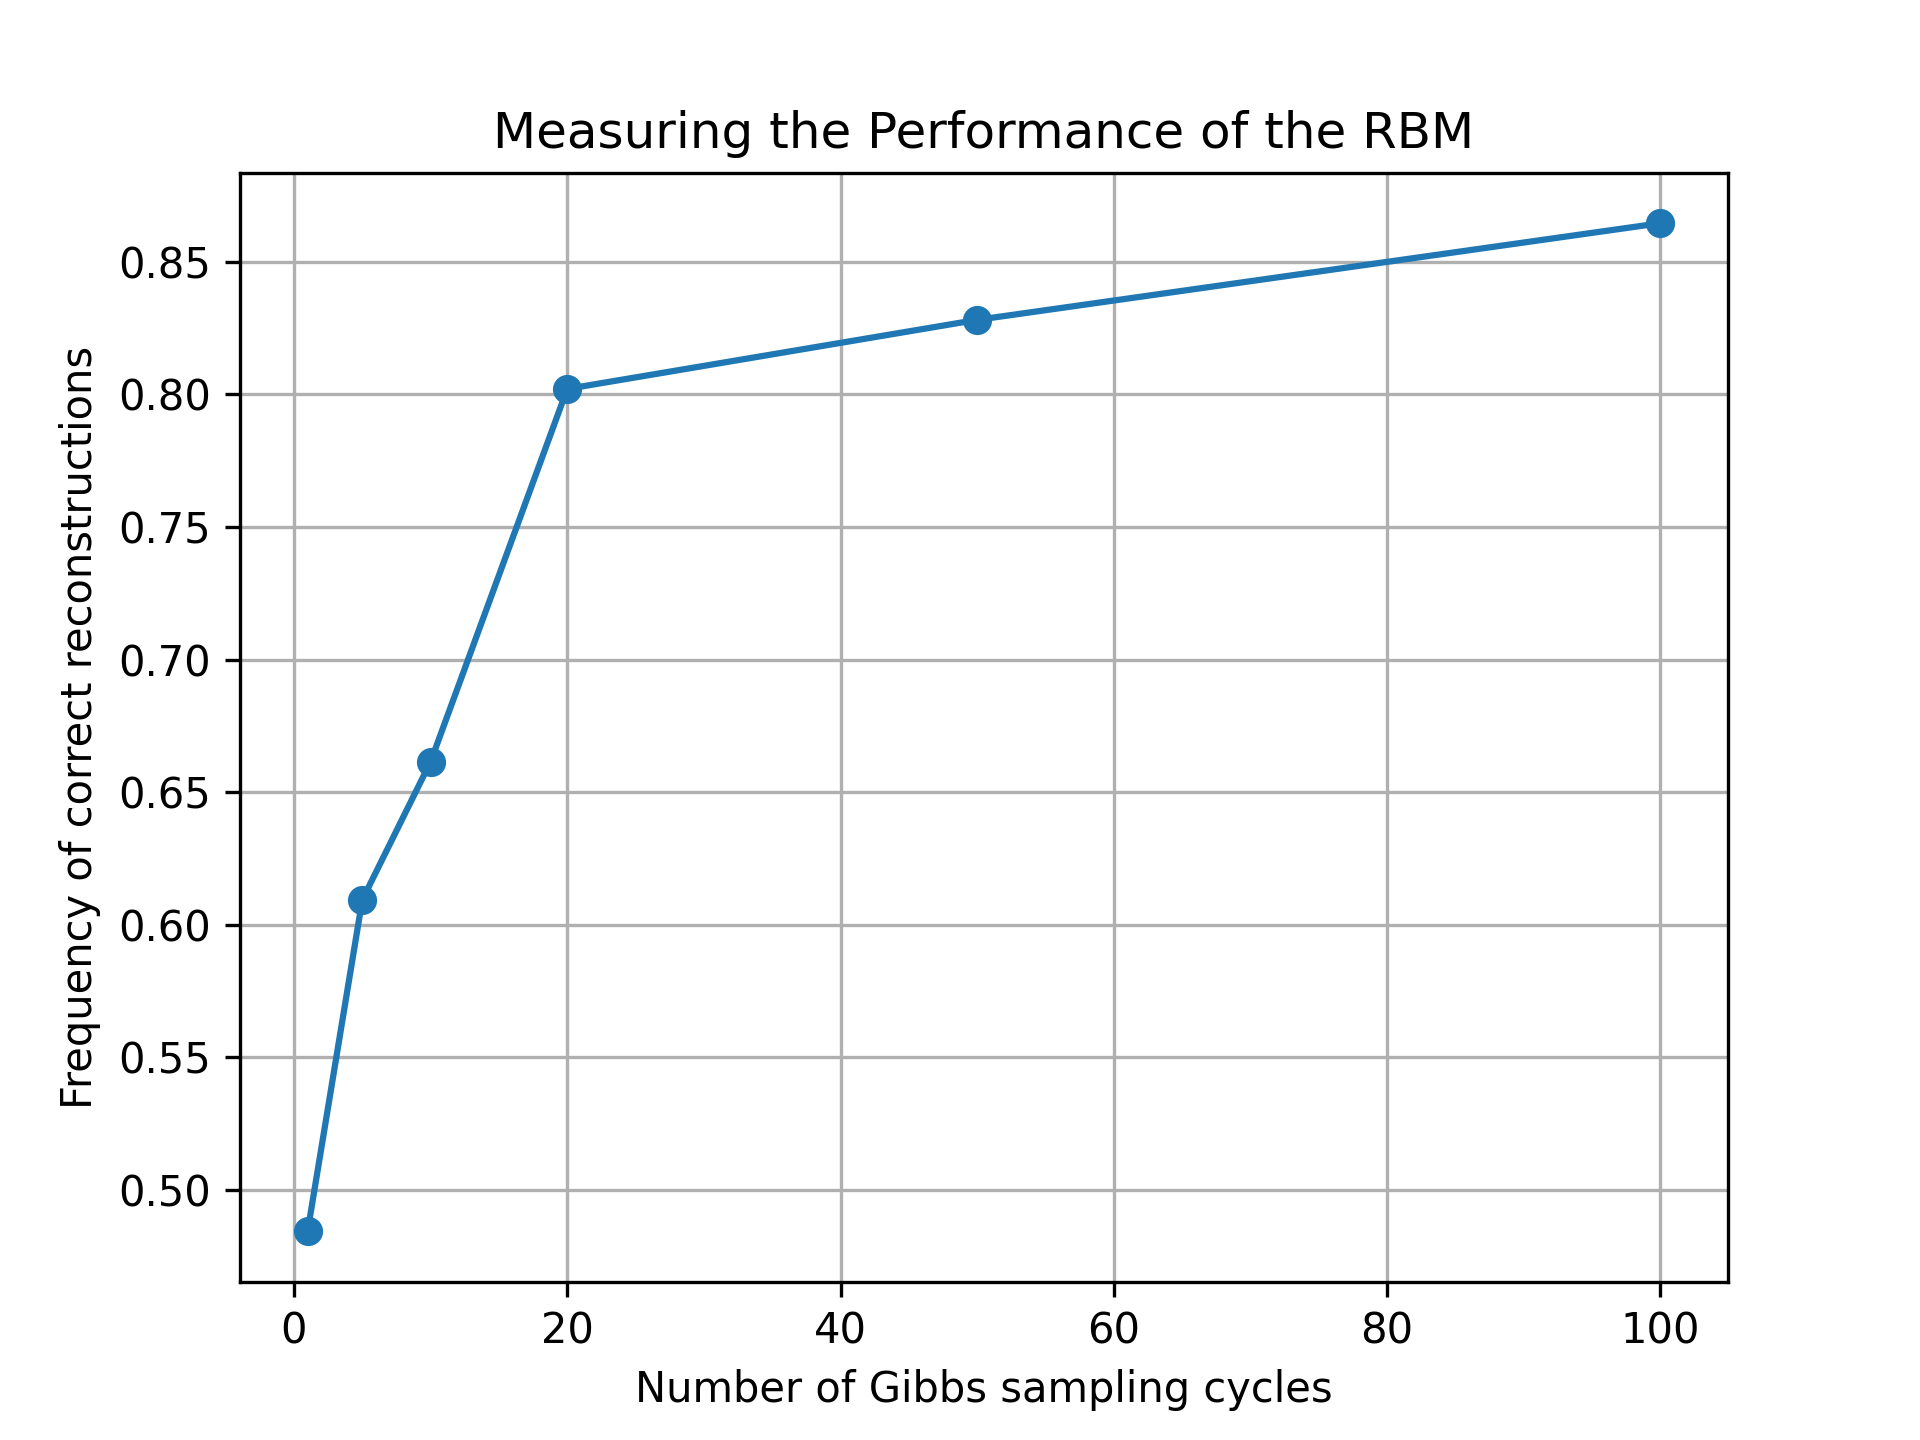 Measuring the Performance of the RBM
Frequency of correct reconstructions
0.85
0.80
0.75
0.70
0.65
0.60
0.55
0.50
0 20 40 60 80 100
Number of Gibbs sampling cycles